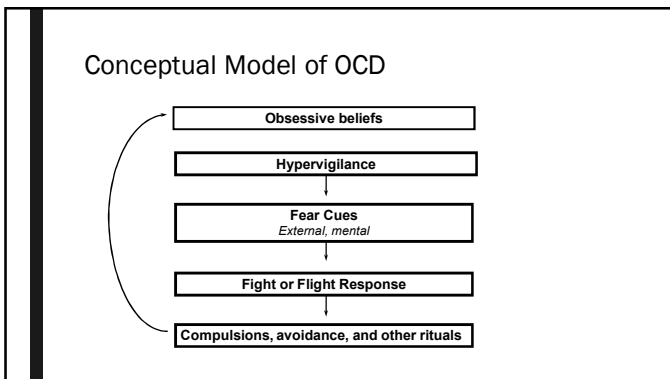 Conceptual Model of OCD
Obsessive beliefs
Hypervigilance
Fear Cues
External, mental
Fight or Flight Response
Compulsions, avoidance, and other rituals